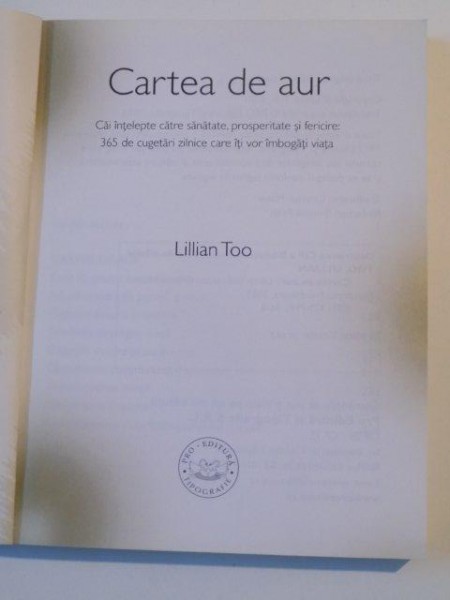 Cartea de aur
Căi înțelepte către sănătate, prosperitate și fericire:
365 de cugetări zilnice care îți vor îmbogăți viața
Lillian Too
PRO - EDITURĂ
TIPOGRAFIE